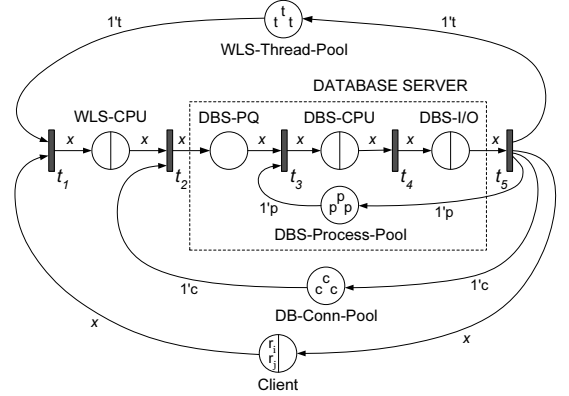 1't
t t t
1't
WLS-Thread-Pool
DATABASE SERVER
WLS-CPU
DBS-PQ
DBS-CPU
DBS-I/O
x x x x x x x x x
t1
t2
t3
t4
t5
p
p p
1'p
1'p
DBS-Process-Pool
c
c c
1'c
1'c
DB-Conn-Pool
x
x
ri
rj
Client